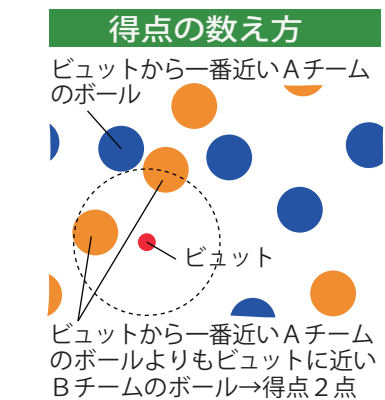 得点の数え方
ビュットから一番近いＡチーム
のボール
ビュット
ビュットから一番近いＡチーム
のボールよりもビュットに近い
Ｂチームのボール→得点２点